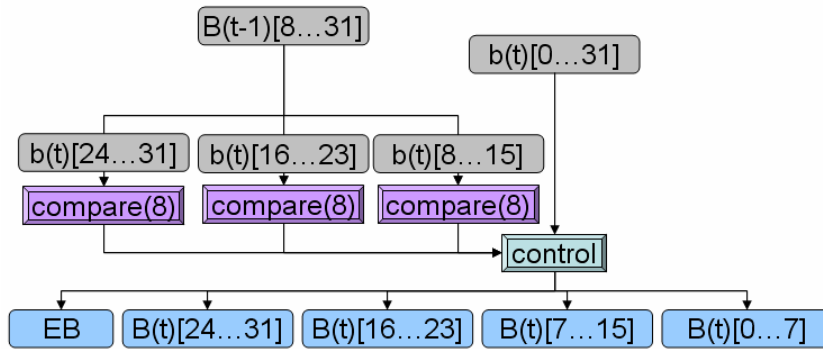 B(t-1)[8…31]
b(t)[0…31]
b(t)[24…31]
b(t)[16…23]
b(t)[8…15]
compare(8)
compare(8)
compare(8)
control
EB
B(t)[24…31]
B(t)[16…23]
B(t)[7…15]
B(t)[0…7]